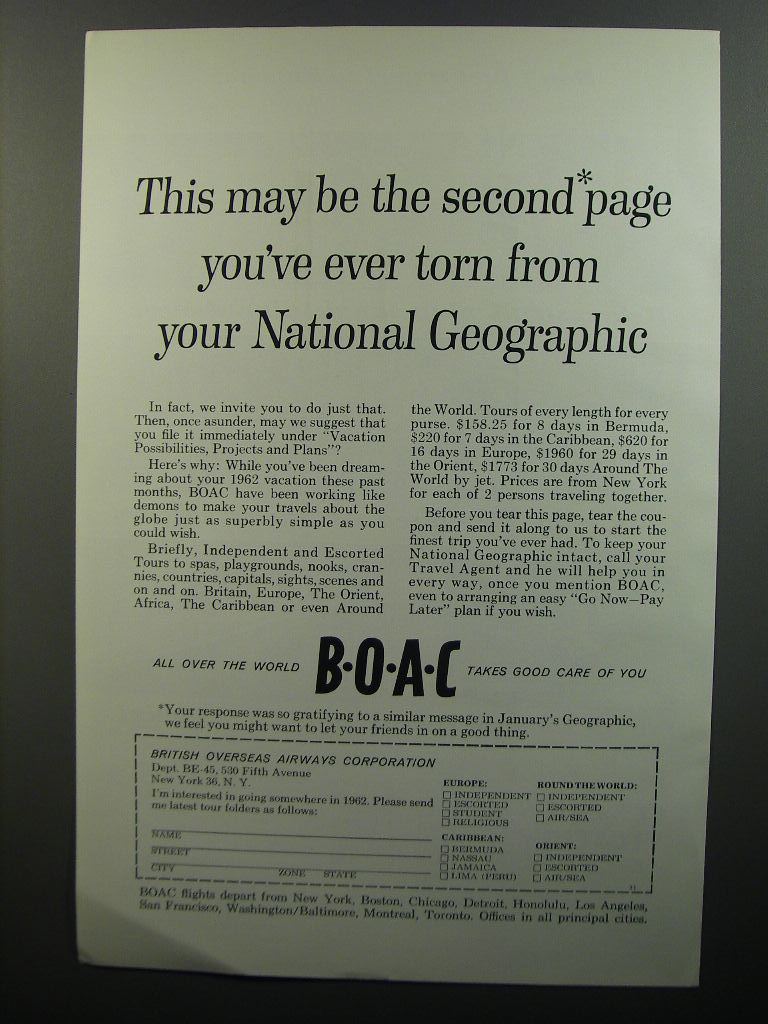 This may be the second* page
you've ever torn from
your National Geographic
In fact, we invite you to do just that.
Then, once asunder, may we suggest that
you file it immediately under "Vacation
Possibilities, Projects and Plans"?
Here's why: While you've been dream-
ing about your 1962 vacation these past
months, BOAC have been working like
demons to make your travels about the
globe just as superbly simple as you
could wish.
Briefly, Independent and Escorted
Tours to spas, playgrounds, nooks, cran-
nies, countries, capitals, sights, scenes and
on and on. Britain, Europe, The Orient,
Africa, The Caribbean or even Around
the World. Tours of every length for every
purse. $158.25 for 8 days in Bermuda,
$220 for 7 days in the Caribbean, $620 for
16 days in Europe, $1960 for 29 days in
the Orient, $1773 for 30 days Around The
World by jet. Prices are from New York
for each of 2 persons traveling together.
Before you tear this page, tear the cou-
pon and send it along to us to start the
finest trip you've ever had. To keep your
National Geographic intact, call your
Travel Agent and he will help you in
every way, once you mention BOAC,
even to arranging an easy "Go Now—Pay
Later" plan if you wish.
ALL OVER THE WORLD B·O·A·C TAKES GOOD CARE OF YOU
*Your response was so gratifying to a similar message in January's Geographic,
we feel you might want to let your friends in on a good thing.
BRITISH OVERSEAS AIRWAYS CORPORATION
Dept. BE-45, 530 Fifth Avenue
New York 36, N. Y.
I'm interested in going somewhere in 1962. Please send
me latest tour folders as follows:
NAME
STREET
CITY ZONE STATE
EUROPE:
INDEPENDENT
ESCORTED
STUDENT
RELIGIOUS
CARIBBEAN:
BERMUDA
NASSAU
JAMAICA
LIMA (PERU)
ROUND THE WORLD:
INDEPENDENT
ESCORTED
AIR/SEA
ORIENT:
INDEPENDENT
ESCORTED
AIR/SEA
BOAC flights depart from New York, Boston, Chicago, Detroit, Honolulu, Los Angeles,
San Francisco, Washington/Baltimore, Montreal, Toronto. Offices in all principal cities.